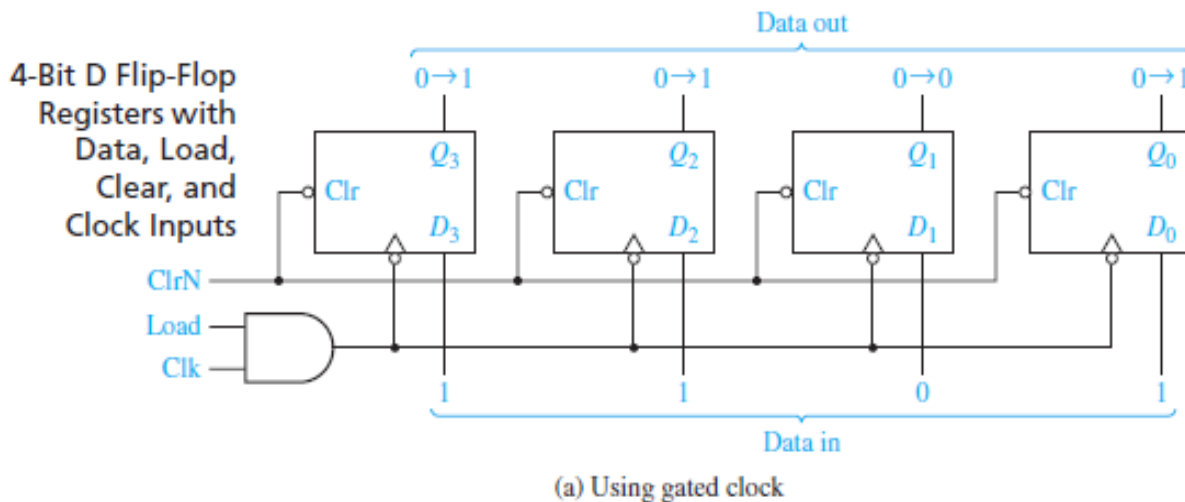 Data out
4-Bit D Flip-Flop
Registers with
Data, Load,
Clear, and
Clock Inputs
0→1 0→1 0→0 0→1
Q3 Q2 Q1 Q0
Clr Clr Clr Clr
D3 D2 D1 D0
ClrN
Load
Clk
1 1 0 1
Data in
(a) Using gated clock